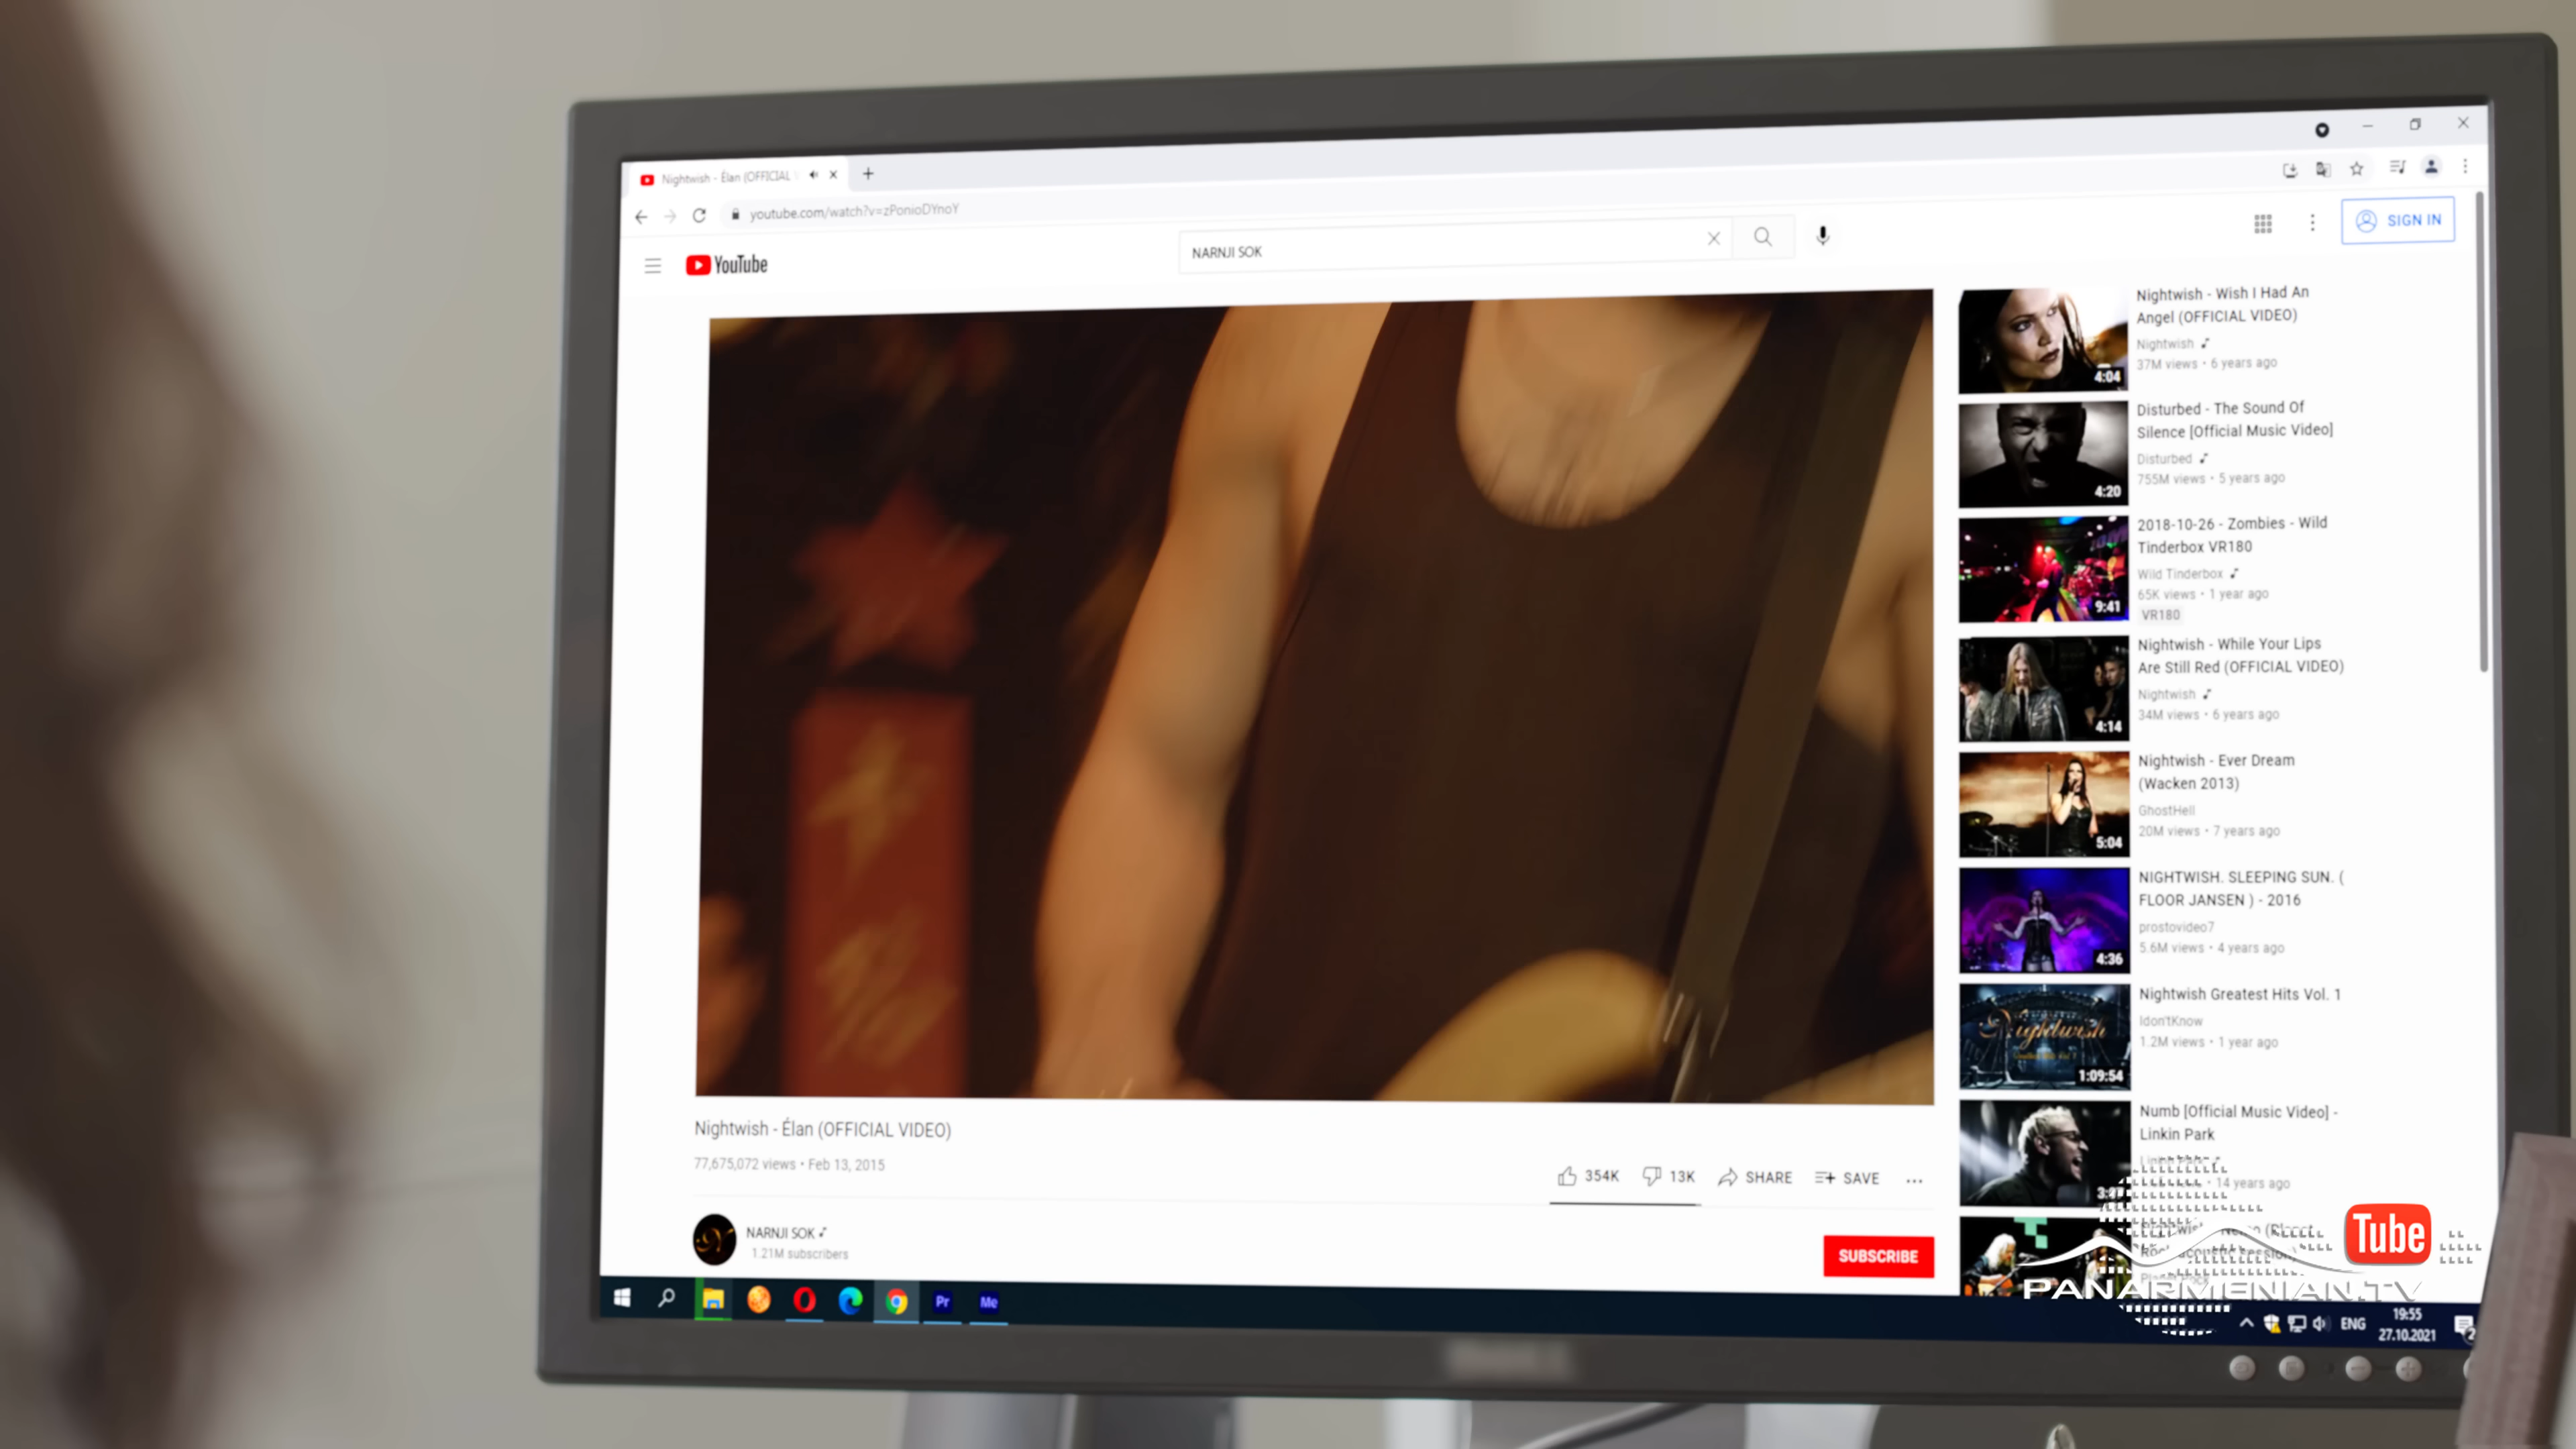 Nightwish - Élan (OFFICIAL
youtube.com/watch?v=zPonioDYnoY
YouTube
NARNJI SOK
SIGN IN
Nightwish - Élan (OFFICIAL VIDEO)
77,675,072 views • Feb 13, 2015
354K
13K
SHARE
SAVE
NARNJI SOK
1.21M subscribers
SUBSCRIBE
4:04
Nightwish - Wish I Had An
Angel (OFFICIAL VIDEO)
Nightwish
37M views • 6 years ago
4:20
Disturbed - The Sound Of
Silence [Official Music Video]
Disturbed
755M views • 5 years ago
9:41
2018-10-26 - Zombies - Wild
Tinderbox VR180
Wild Tinderbox
65K views • 1 year ago
VR180
4:14
Nightwish - While Your Lips
Are Still Red (OFFICIAL VIDEO)
Nightwish
34M views • 6 years ago
5:04
Nightwish - Ever Dream
(Wacken 2013)
GhostHell
20M views • 7 years ago
4:36
NIGHTWISH. SLEEPING SUN. (
FLOOR JANSEN ) - 2016
prostovideo7
5.6M views • 4 years ago
Nightwish
1:09:54
Nightwish Greatest Hits Vol. 1
Idon'tKnow
1.2M views • 1 year ago
Numb [Official Music Video] -
Linkin Park
14 years ago
Tube
PANARMENIAN.TV
Pr
Me
ENG
19:55
27.10.2021